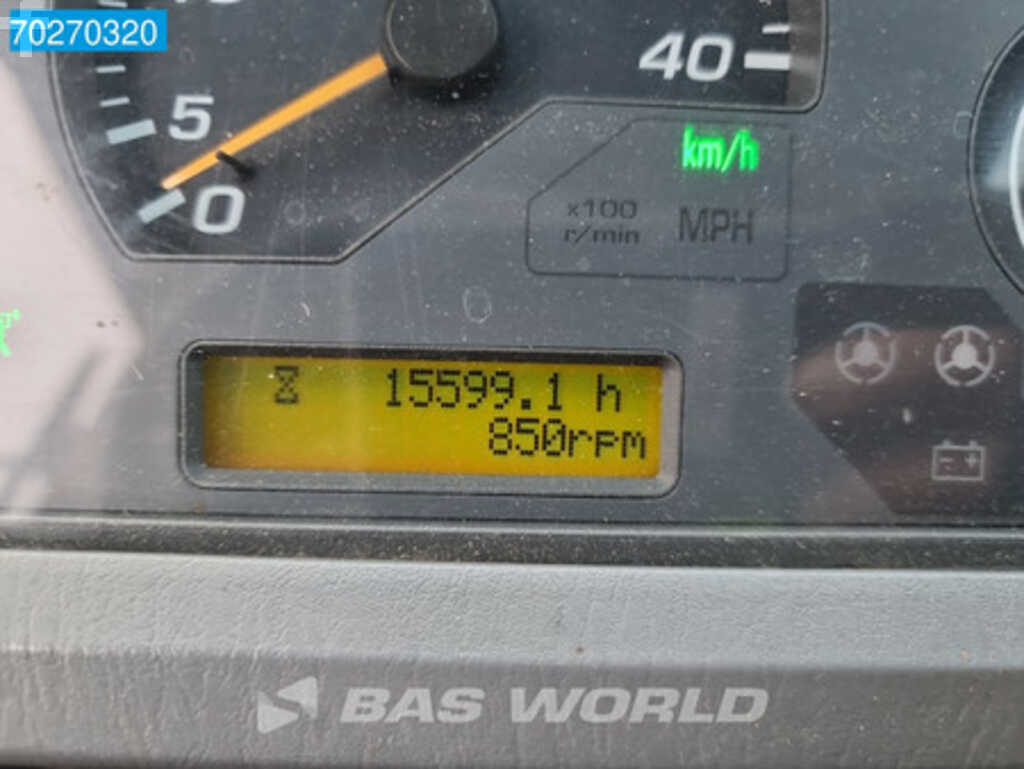 70270320
5
0
40
km/h
x100
r/min
MPH
15599.1 h
850rpm
BAS WORLD